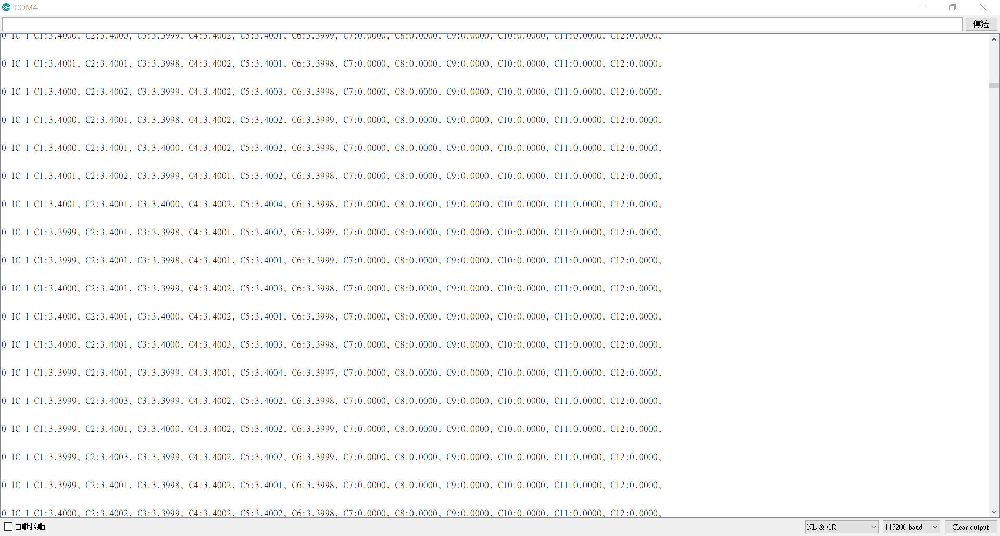 COM4
傳送
0 IC 1 C1:3.4000, C2:3.4000, C3:3.3999, C4:3.4002, C5:3.4001, C6:3.3999, C7:0.0000, C8:0.0000, C9:0.0000, C10:0.0000, C11:0.0000, C12:0.0000,
0 IC 1 C1:3.4001, C2:3.4001, C3:3.3998, C4:3.4002, C5:3.4001, C6:3.3998, C7:0.0000, C8:0.0000, C9:0.0000, C10:0.0000, C11:0.0000, C12:0.0000,
0 IC 1 C1:3.4000, C2:3.4002, C3:3.3999, C4:3.4002, C5:3.4003, C6:3.3998, C7:0.0000, C8:0.0000, C9:0.0000, C10:0.0000, C11:0.0000, C12:0.0000,
0 IC 1 C1:3.4000, C2:3.4001, C3:3.3998, C4:3.4002, C5:3.4002, C6:3.3999, C7:0.0000, C8:0.0000, C9:0.0000, C10:0.0000, C11:0.0000, C12:0.0000,
0 IC 1 C1:3.4000, C2:3.4001, C3:3.4000, C4:3.4002, C5:3.4002, C6:3.3998, C7:0.0000, C8:0.0000, C9:0.0000, C10:0.0000, C11:0.0000, C12:0.0000,
0 IC 1 C1:3.4001, C2:3.4002, C3:3.3999, C4:3.4001, C5:3.4002, C6:3.3998, C7:0.0000, C8:0.0000, C9:0.0000, C10:0.0000, C11:0.0000, C12:0.0000,
0 IC 1 C1:3.4001, C2:3.4001, C3:3.4000, C4:3.4002, C5:3.4004, C6:3.3998, C7:0.0000, C8:0.0000, C9:0.0000, C10:0.0000, C11:0.0000, C12:0.0000,
0 IC 1 C1:3.3999, C2:3.4001, C3:3.3998, C4:3.4001, C5:3.4002, C6:3.3999, C7:0.0000, C8:0.0000, C9:0.0000, C10:0.0000, C11:0.0000, C12:0.0000,
0 IC 1 C1:3.3999, C2:3.4001, C3:3.3998, C4:3.4001, C5:3.4001, C6:3.3999, C7:0.0000, C8:0.0000, C9:0.0000, C10:0.0000, C11:0.0000, C12:0.0000,
0 IC 1 C1:3.4000, C2:3.4001, C3:3.3999, C4:3.4002, C5:3.4003, C6:3.3998, C7:0.0000, C8:0.0000, C9:0.0000, C10:0.0000, C11:0.0000, C12:0.0000,
0 IC 1 C1:3.4000, C2:3.4001, C3:3.4000, C4:3.4002, C5:3.4001, C6:3.3998, C7:0.0000, C8:0.0000, C9:0.0000, C10:0.0000, C11:0.0000, C12:0.0000,
0 IC 1 C1:3.4000, C2:3.4001, C3:3.4000, C4:3.4003, C5:3.4003, C6:3.3998, C7:0.0000, C8:0.0000, C9:0.0000, C10:0.0000, C11:0.0000, C12:0.0000,
0 IC 1 C1:3.3999, C2:3.4001, C3:3.3999, C4:3.4001, C5:3.4004, C6:3.3997, C7:0.0000, C8:0.0000, C9:0.0000, C10:0.0000, C11:0.0000, C12:0.0000,
0 IC 1 C1:3.3999, C2:3.4003, C3:3.3999, C4:3.4002, C5:3.4002, C6:3.3998, C7:0.0000, C8:0.0000, C9:0.0000, C10:0.0000, C11:0.0000, C12:0.0000,
0 IC 1 C1:3.3999, C2:3.4001, C3:3.4000, C4:3.4002, C5:3.4002, C6:3.3999, C7:0.0000, C8:0.0000, C9:0.0000, C10:0.0000, C11:0.0000, C12:0.0000,
0 IC 1 C1:3.3999, C2:3.4003, C3:3.3999, C4:3.4002, C5:3.4002, C6:3.3999, C7:0.0000, C8:0.0000, C9:0.0000, C10:0.0000, C11:0.0000, C12:0.0000,
0 IC 1 C1:3.3999, C2:3.4001, C3:3.3998, C4:3.4002, C5:3.4001, C6:3.3998, C7:0.0000, C8:0.0000, C9:0.0000, C10:0.0000, C11:0.0000, C12:0.0000,
0 IC 1 C1:3.4000, C2:3.4002, C3:3.3999, C4:3.4002, C5:3.4002, C6:3.3998, C7:0.0000, C8:0.0000, C9:0.0000, C10:0.0000, C11:0.0000, C12:0.0000,
自動捲動 NL & CR 115200 baud Clear output